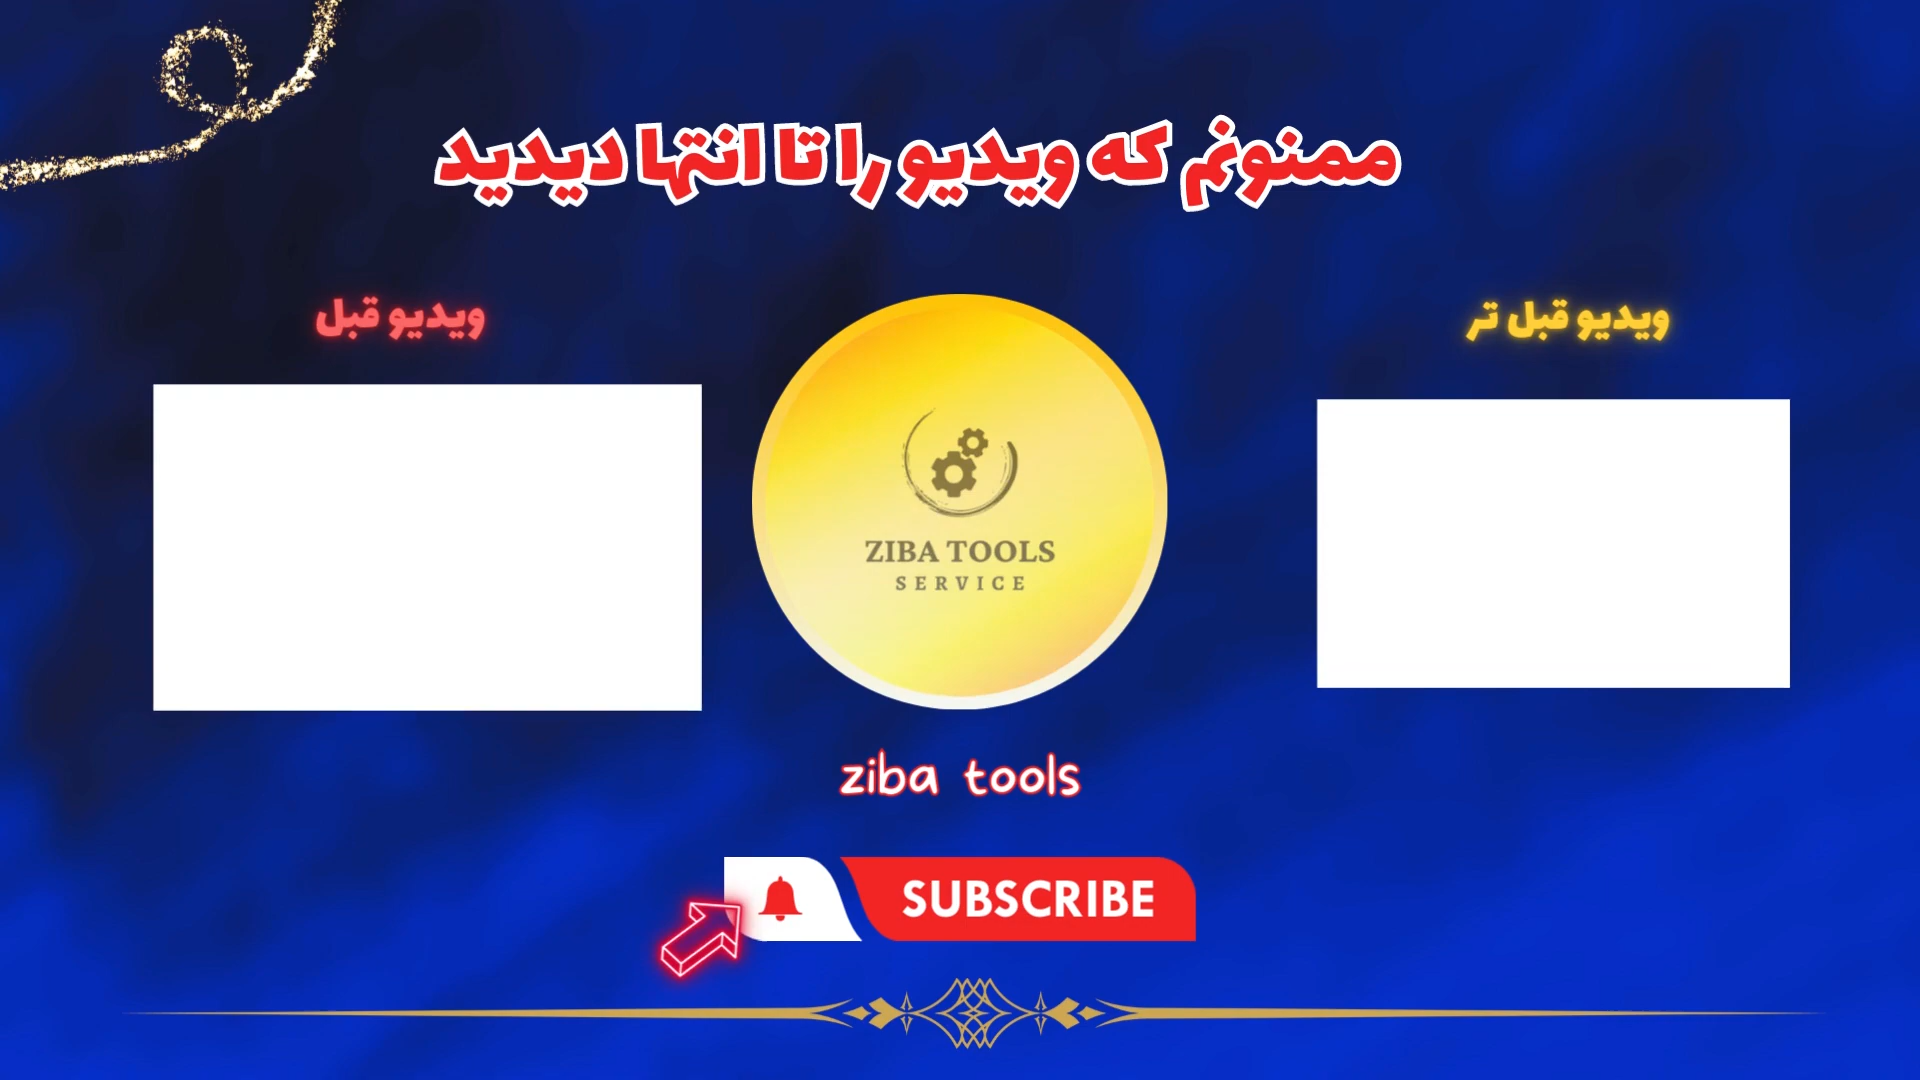 ممنونم که ویدیو را تا انتها دیدید
ویدیو قبل تر
ویدیو قبل
ZIBA TOOLS
SERVICE
ziba tools
SUBSCRIBE